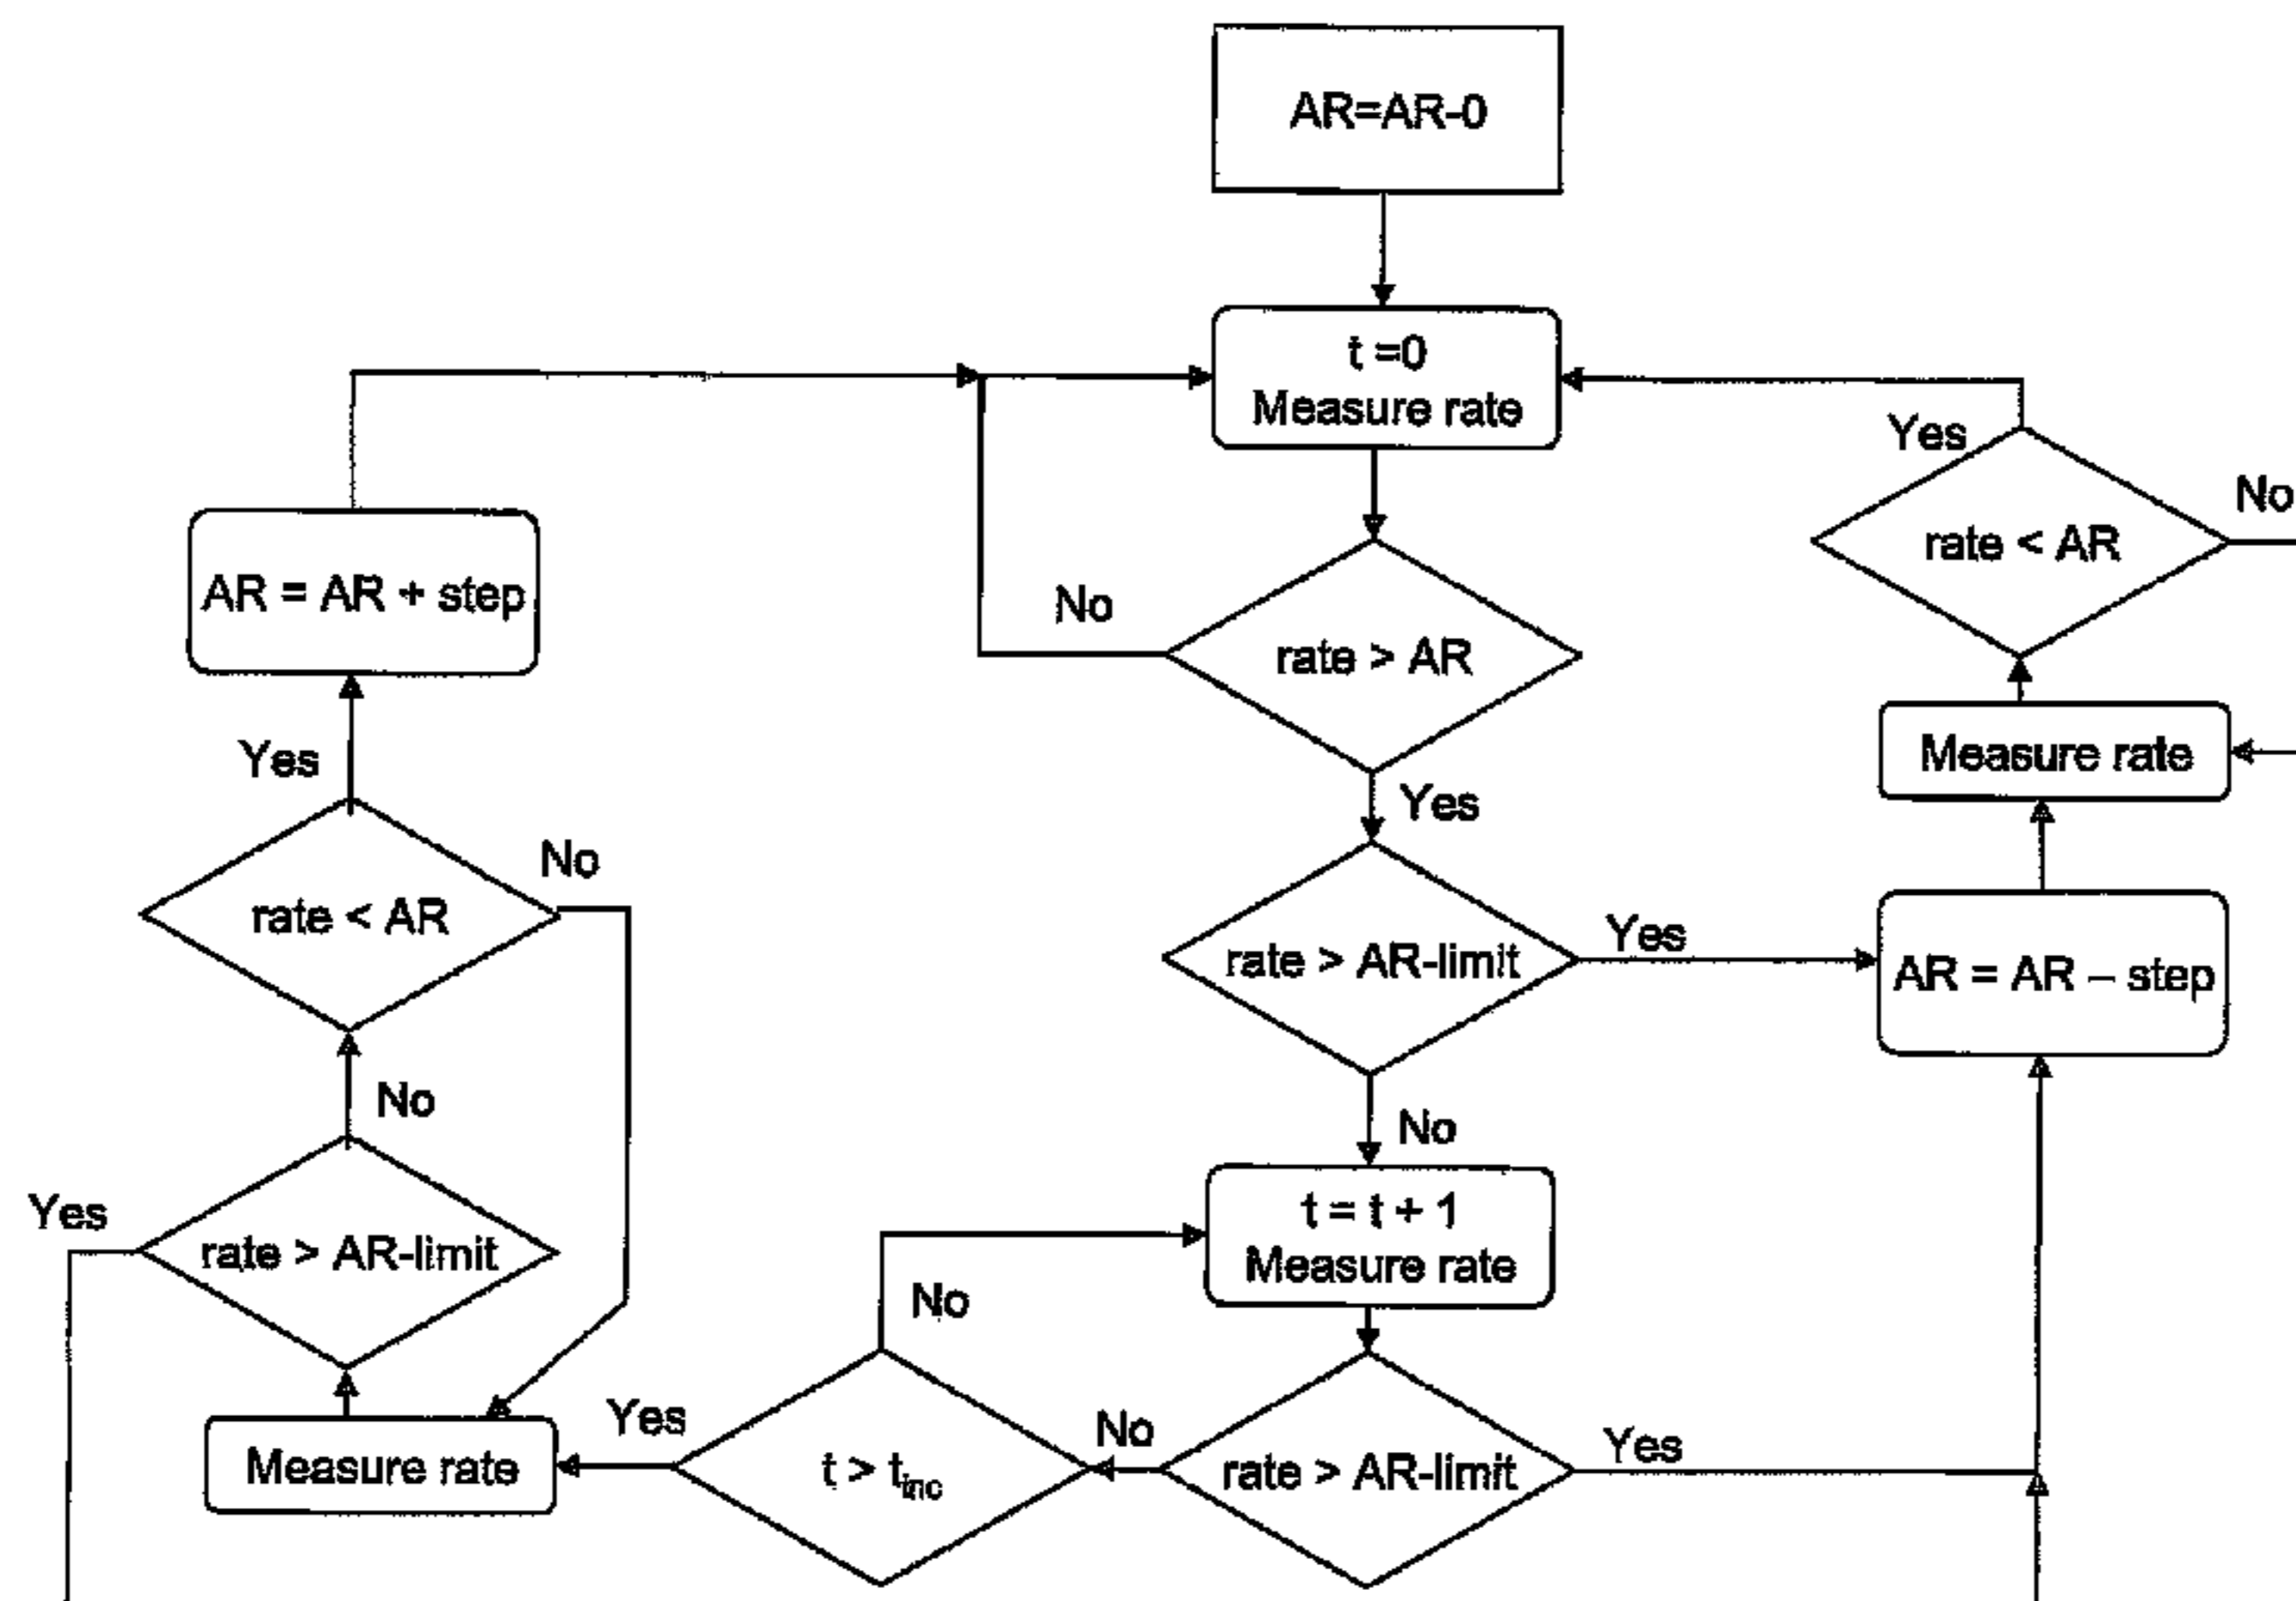 AR=AR-0
t =0
Measure rate
Yes
No
rate < AR
AR = AR + step
No
rate > AR
Measure rate
Yes
Yes
No
rate < AR
Yes
rate > AR-limit
AR = AR – step
No
No
Yes
rate > AR-limit
t = t + 1
Measure rate
No
Yes
No
Yes
Measure rate
t > tinc
rate > AR-limit